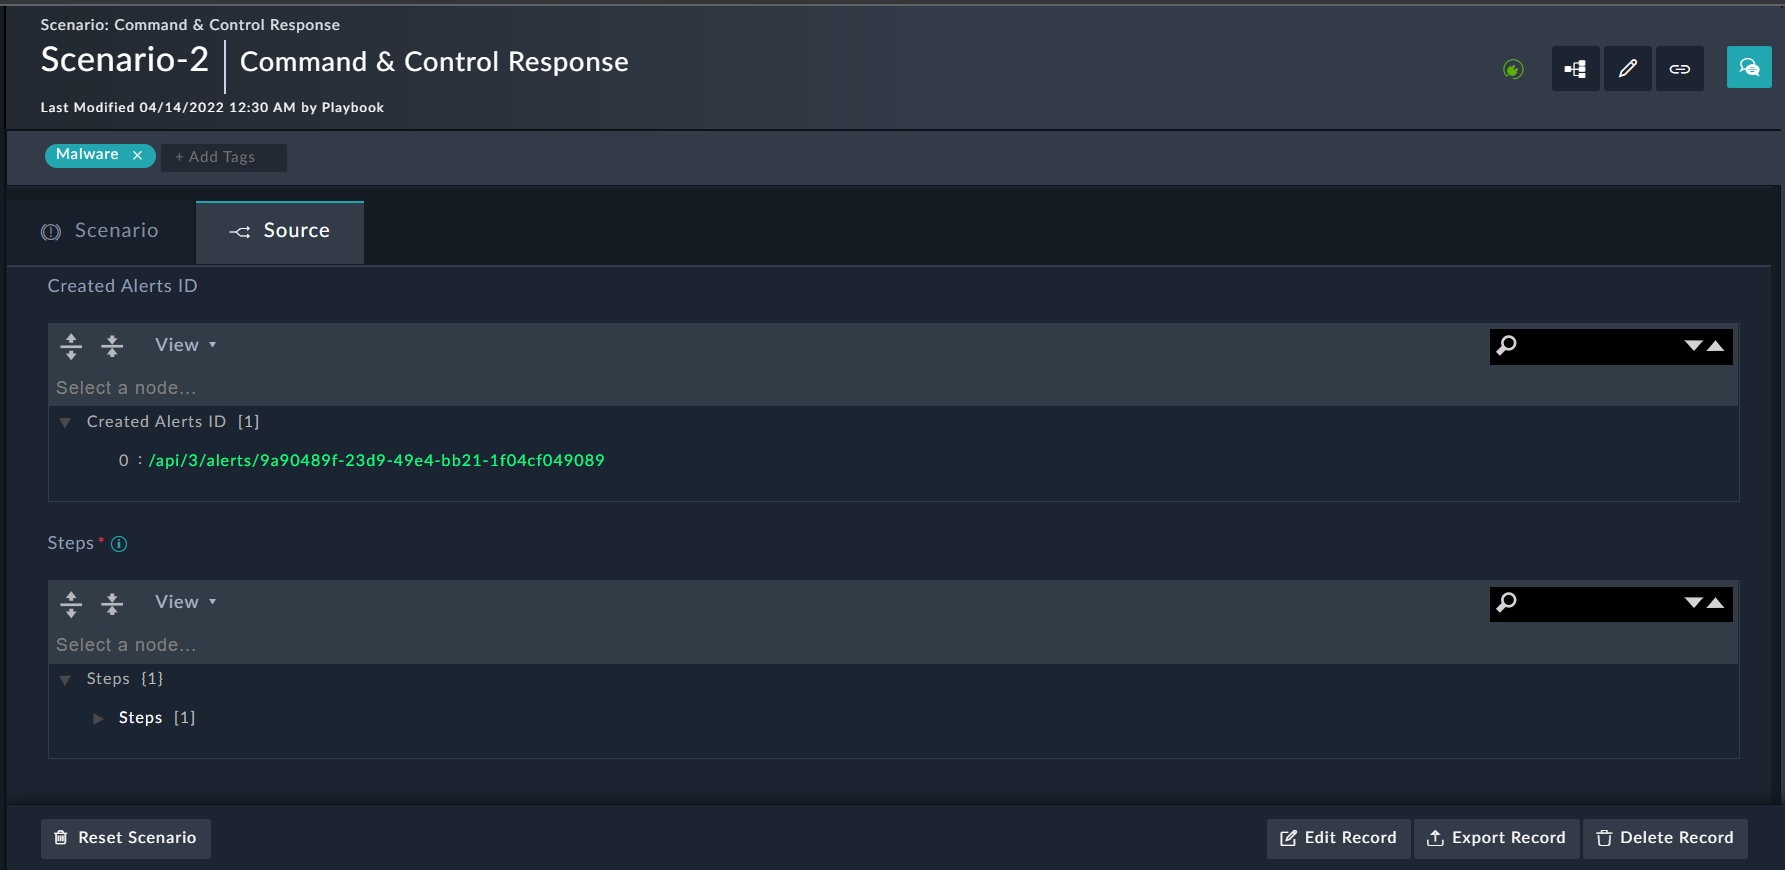 Scenario: Command & Control Response
Scenario-2 Command & Control Response
Last Modified 04/14/2022 12:30 AM by Playbook
Malware ✕ + Add Tags
Scenario Source
Created Alerts ID
View
Select a node...
Created Alerts ID [1]
0 : /api/3/alerts/9a90489f-23d9-49e4-bb21-1f04cf049089
Steps *
View
Select a node...
Steps {1}
Steps [1]
Reset Scenario Edit Record Export Record Delete Record